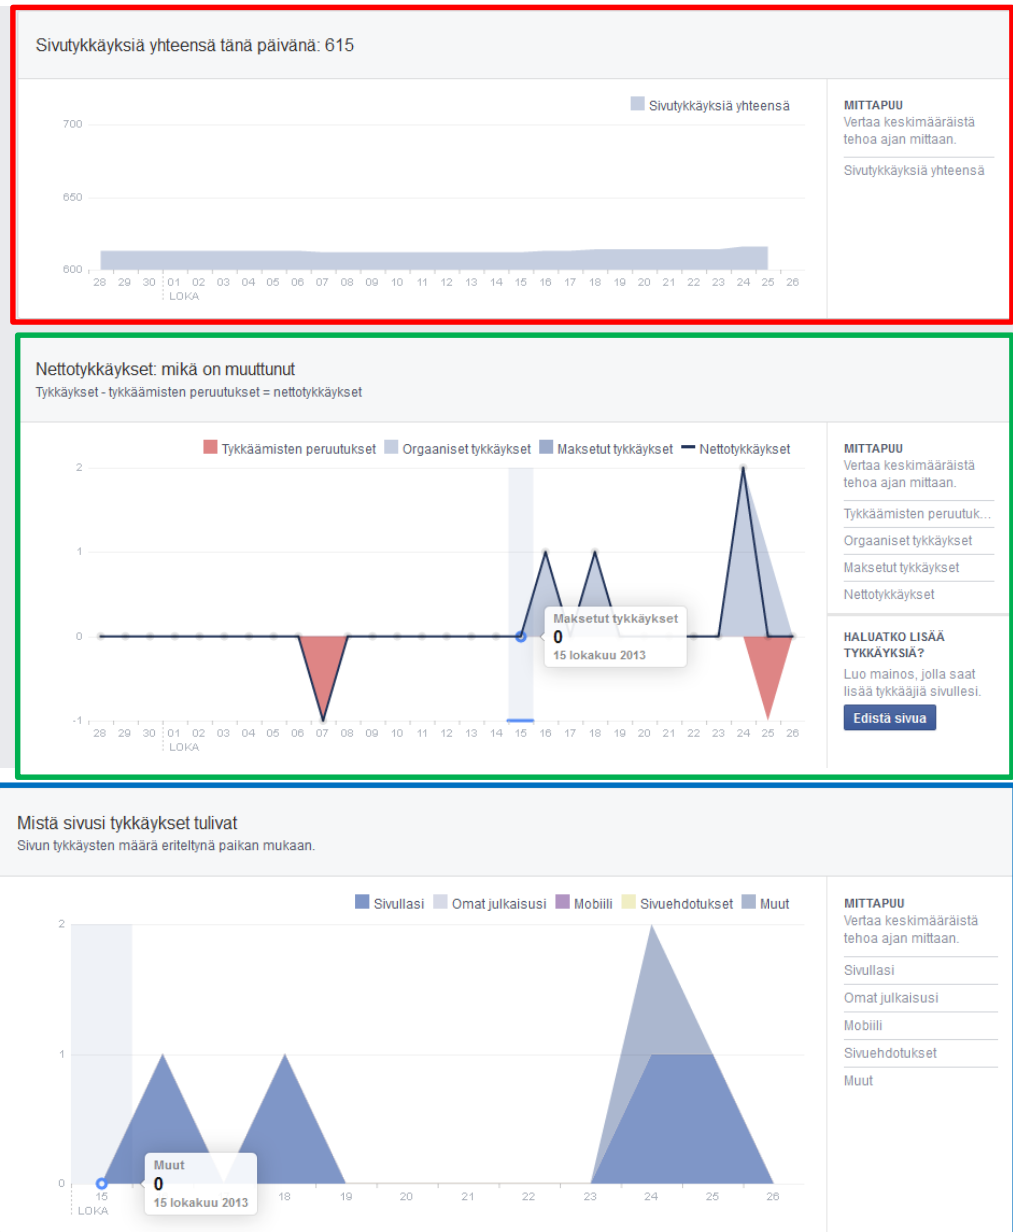 Sivutykkäyksiä yhteensä tänä päivänä: 615
Sivutykkäyksiä yhteensä
700
650
600
28 29 30 01 02 03 04 05 06 07 08 09 10 11 12 13 14 15 16 17 18 19 20 21 22 23 24 25 26
LOKA
MITTAPUU
Vertaa keskimääräistä
tehoa ajan mittaan.
Sivutykkäyksiä yhteensä
Nettotykkäykset: mikä on muuttunut
Tykkäykset - tykkäämisten peruutukset = nettotykkäykset
Tykkäämisten peruutukset Orgaaniset tykkäykset Maksetut tykkäykset Nettotykkäykset
2
1
0
-1
Maksetut tykkäykset
0
15 lokakuu 2013
28 29 30 01 02 03 04 05 06 07 08 09 10 11 12 13 14 15 16 17 18 19 20 21 22 23 24 25 26
LOKA
MITTAPUU
Vertaa keskimääräistä
tehoa ajan mittaan.
Tykkäämisten peruutuk...
Orgaaniset tykkäykset
Maksetut tykkäykset
Nettotykkäykset
HALUATKO LISÄÄ
TYKKÄYKSIÄ?
Luo mainos, jolla saat
lisää tykkääjiä sivullesi.
Edistä sivua
Mistä sivusi tykkäykset tulivat
Sivun tykkäysten määrä eriteltynä paikan mukaan.
Sivullasi Omat julkaisusi Mobiili Sivuehdotukset Muut
2
1
0
Muut
0
15 lokakuu 2013
15 18 19 20 21 22 23 24 25 26
LOKA
MITTAPUU
Vertaa keskimääräistä
tehoa ajan mittaan.
Sivullasi
Omat julkaisusi
Mobiili
Sivuehdotukset
Muut